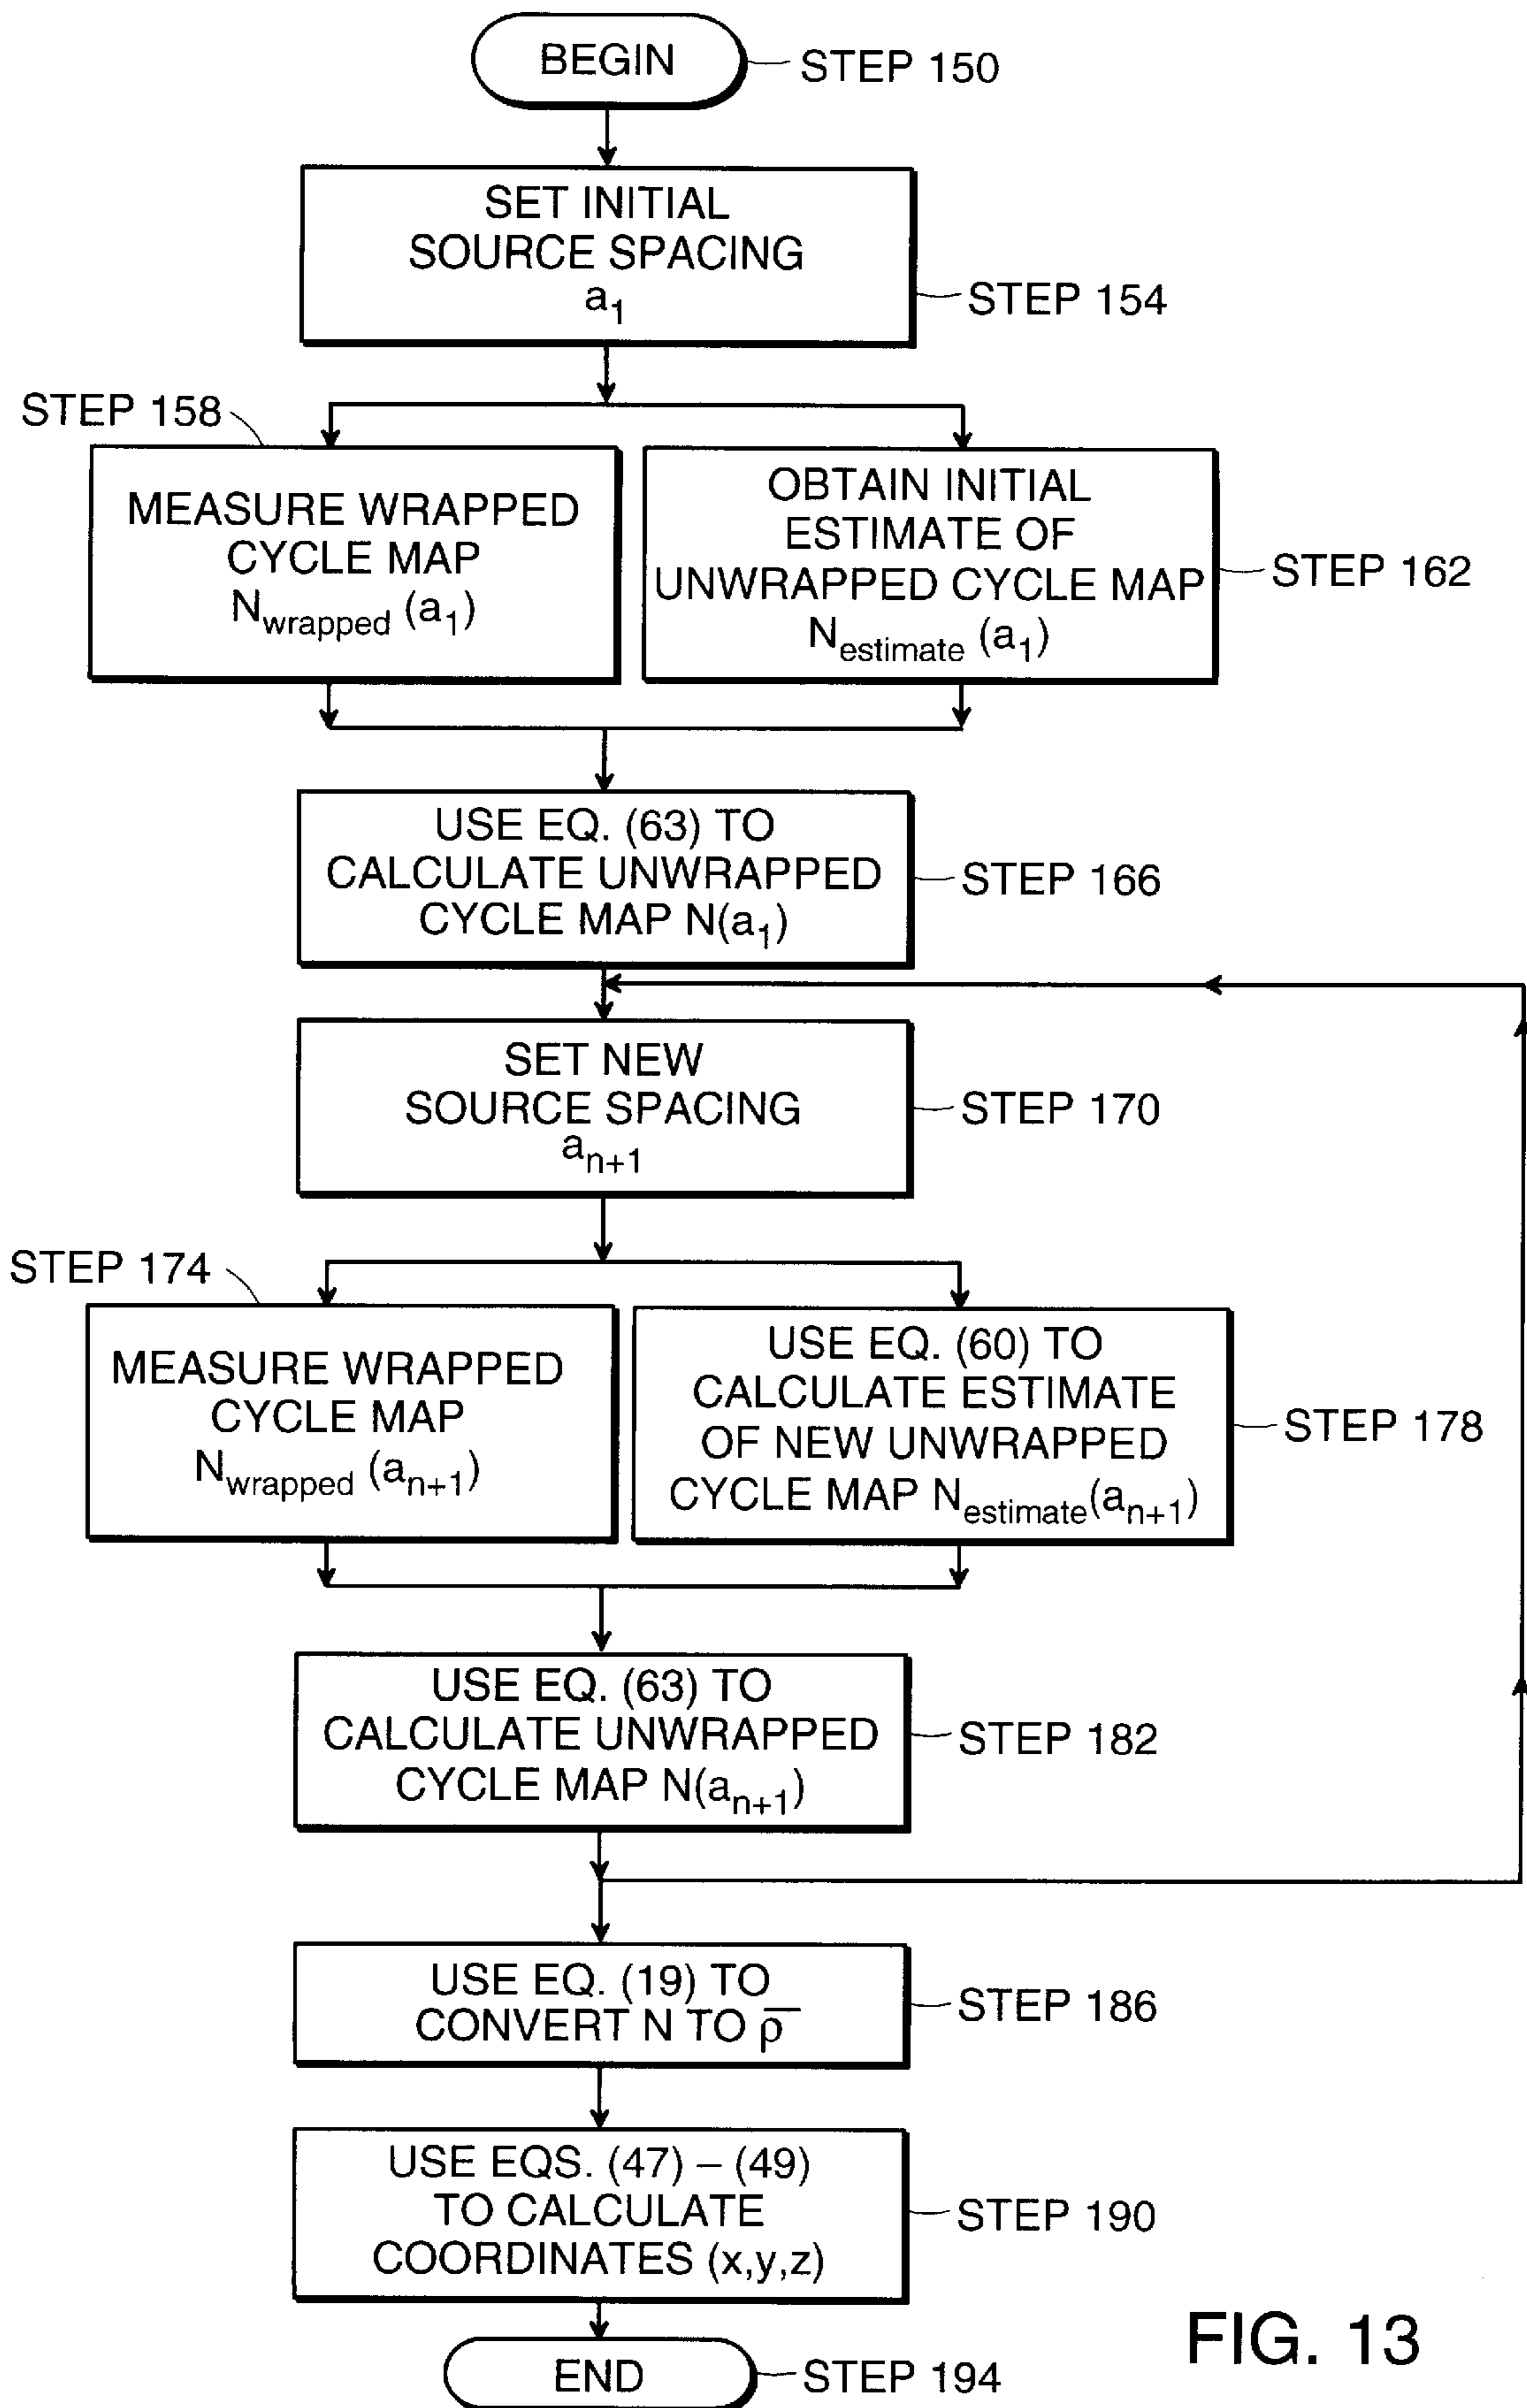 BEGIN
STEP 150
SET INITIAL
SOURCE SPACING
a₁
STEP 154
STEP 158
MEASURE WRAPPED
CYCLE MAP
N_wrapped (a₁)
OBTAIN INITIAL
ESTIMATE OF
UNWRAPPED CYCLE MAP
N_estimate (a₁)
STEP 162
USE EQ. (63) TO
CALCULATE UNWRAPPED
CYCLE MAP N(a₁)
STEP 166
SET NEW
SOURCE SPACING
aₙ₊₁
STEP 170
STEP 174
MEASURE WRAPPED
CYCLE MAP
N_wrapped (aₙ₊₁)
USE EQ. (60) TO
CALCULATE ESTIMATE
OF NEW UNWRAPPED
CYCLE MAP N_estimate(aₙ₊₁)
STEP 178
USE EQ. (63) TO
CALCULATE UNWRAPPED
CYCLE MAP N(aₙ₊₁)
STEP 182
USE EQ. (19) TO
CONVERT N TO ρ̅
STEP 186
USE EQS. (47) – (49)
TO CALCULATE
COORDINATES (x,y,z)
STEP 190
END
STEP 194
FIG. 13